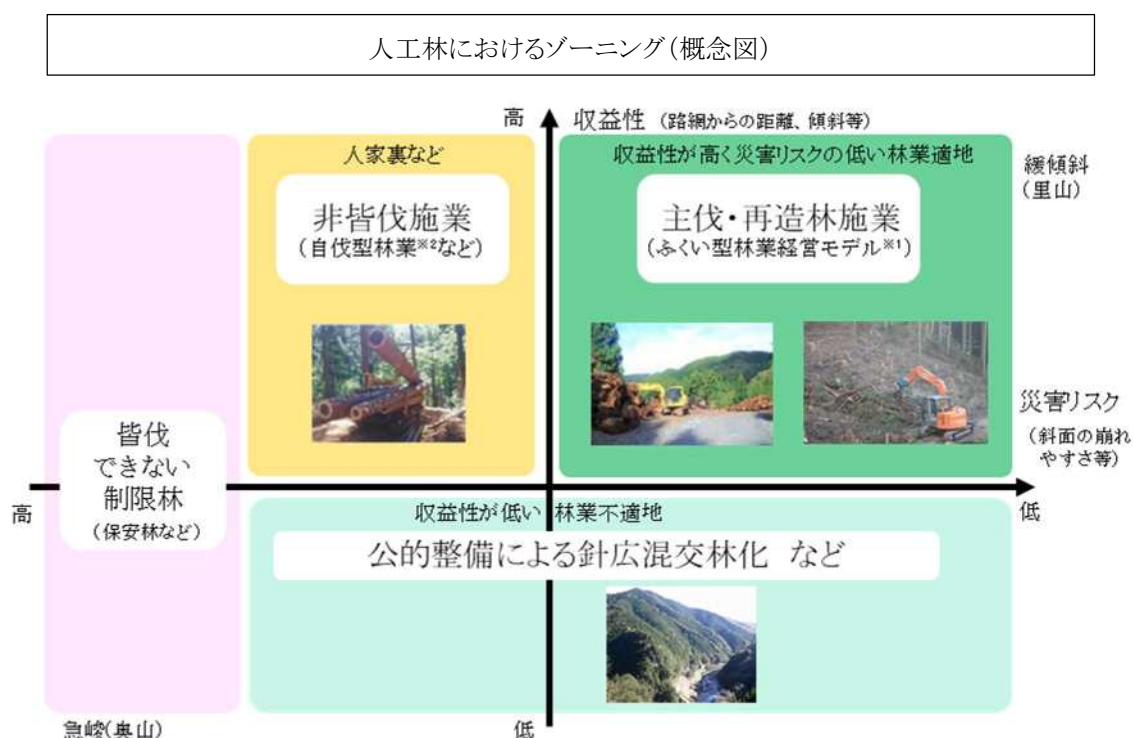 人工林におけるゾーニング(概念図)
高
収益性 (路網からの距離、傾斜等)
人家裏など
収益性が高く災害リスクの低い林業適地
緩傾斜
(里山)
非皆伐施業
(自伐型林業※2など)
主伐・再造林施業
(ふくい型林業経営モデル※1)
災害リスク
(斜面の崩れ
やすさ等)
皆伐
できない
制限林
(保安林など)
高
低
収益性が低い 林業不適地
公的整備による針広混交林化 など
急峻(奥山)
低